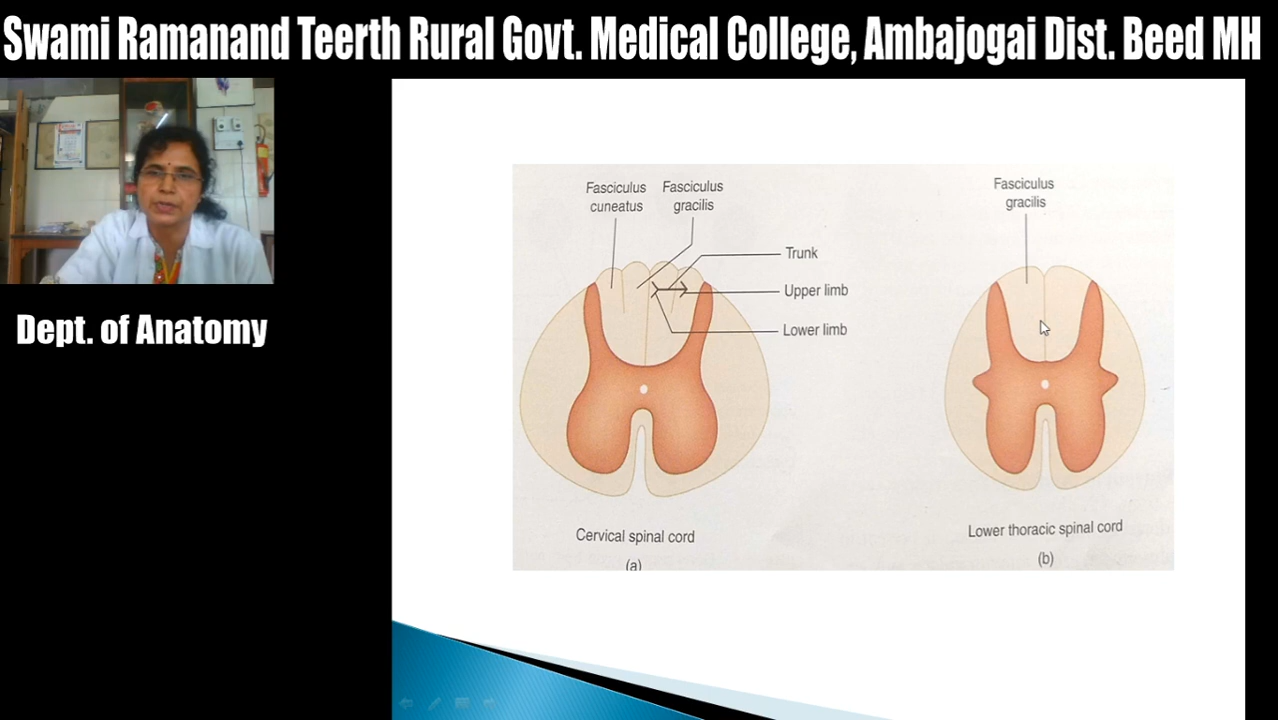 Swami Ramanand Teerth Rural Govt. Medical College, Ambajogai Dist. Beed MH
Dept. of Anatomy
Fasciculus
cuneatus
Fasciculus
gracilis
Trunk
Upper limb
Lower limb
Cervical spinal cord
(a)
Fasciculus
gracilis
Lower thoracic spinal cord
(b)